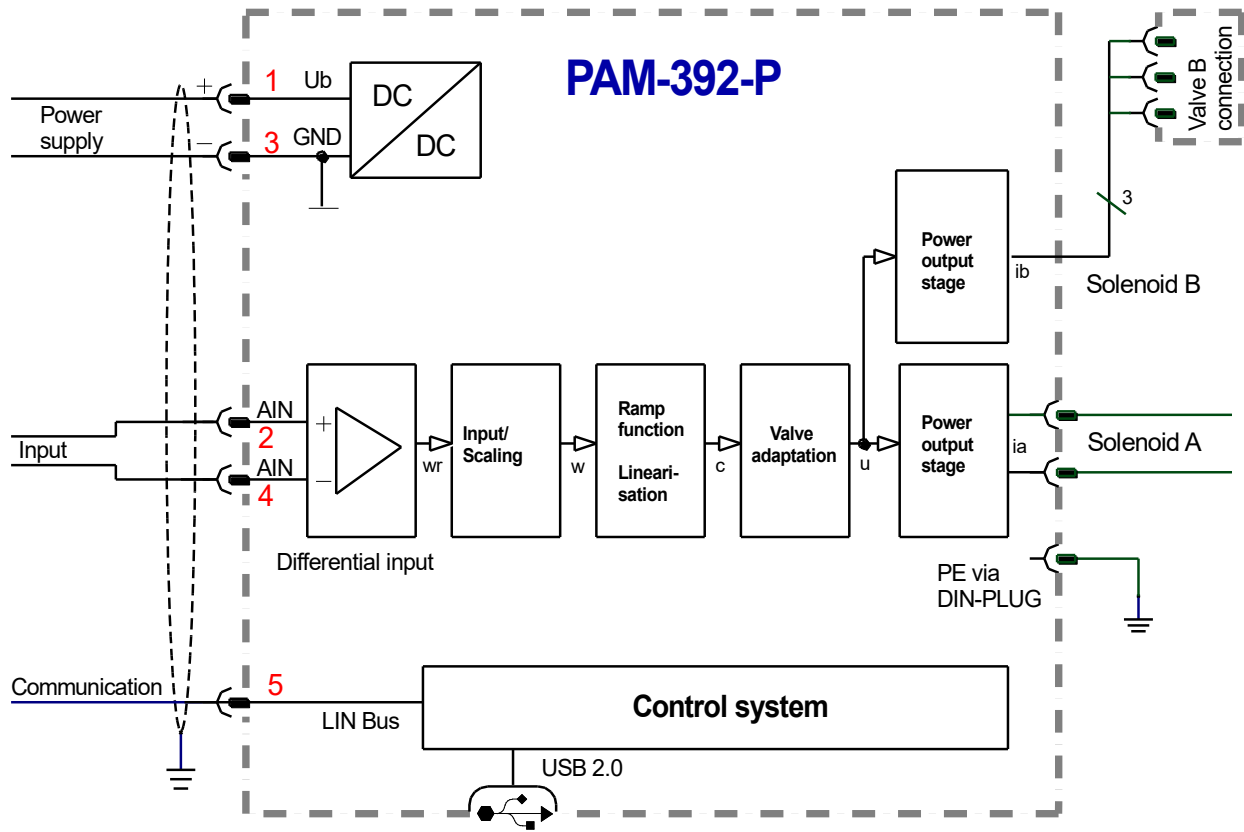 PAM-392-P
Valve B
connection
+
1
Ub
DC
DC
Power
supply
−
3
GND
3
Power
output
stage
ib
Solenoid B
AIN
2
+
Input
AIN
4
−
wr
Input/
Scaling
w
Ramp
function
Lineari-
sation
c
Valve
adaptation
u
Power
output
stage
ia
Solenoid A
Differential input
PE via
DIN-PLUG
Communication
5
LIN Bus
Control system
USB 2.0